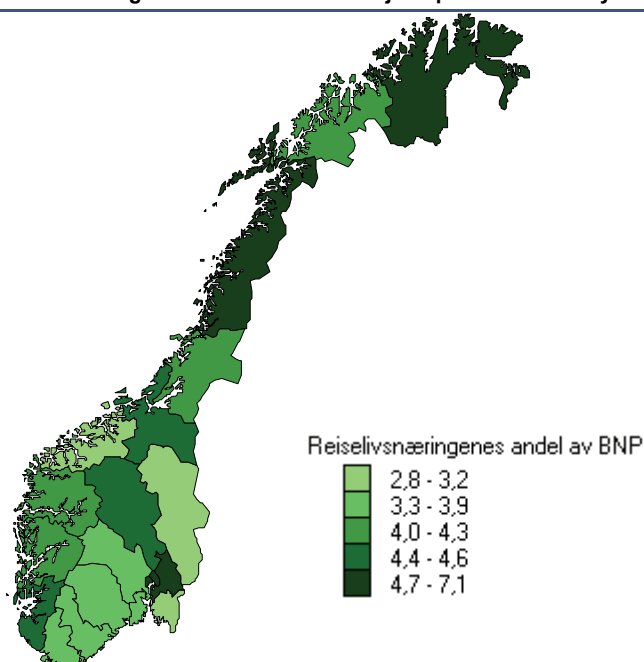 Reiselivsnæringenes andel av BNP
2,8 - 3,2
3,3 - 3,9
4,0 - 4,3
4,4 - 4,6
4,7 - 7,1